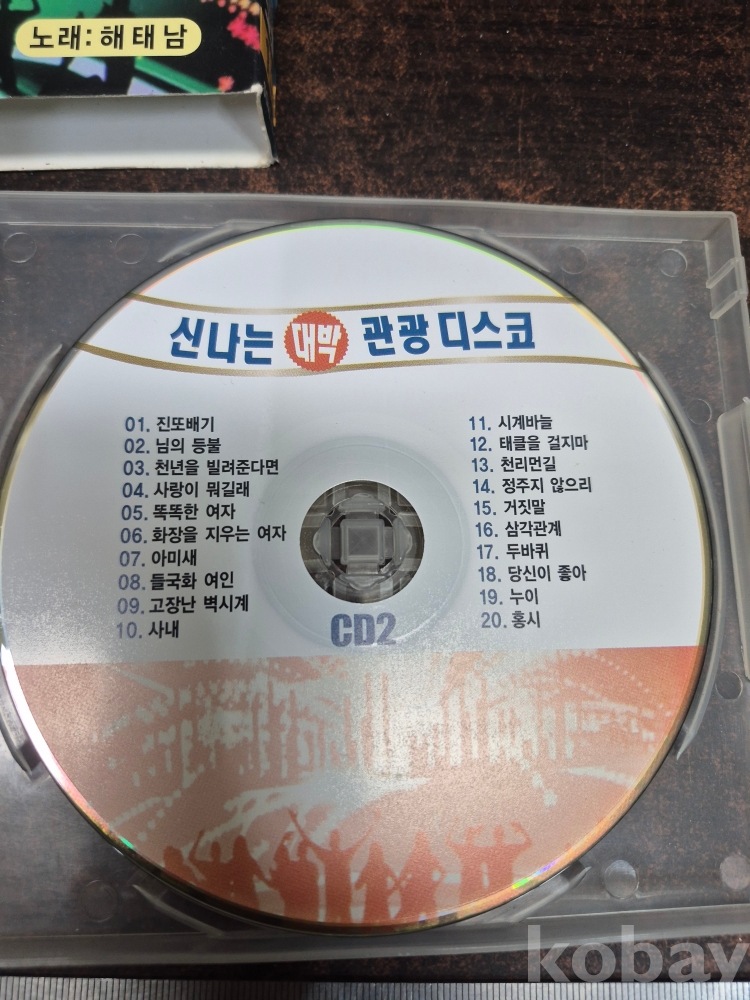 노래: 해태남
신나는 대박 관광 디스코
01. 진또배기
02. 님의 등불
03. 천년을 빌려준다면
04. 사랑이 뭐길래
05. 똑똑한 여자
06. 화장을 지우는 여자
07. 아미새
08. 들국화 여인
09. 고장난 벽시계
10. 사내
11. 시계바늘
12. 태클을 걸지마
13. 천리먼길
14. 정주지 않으리
15. 거짓말
16. 삼각관계
17. 두바퀴
18. 당신이 좋아
19. 누이
20. 홍시
CD2
kobay